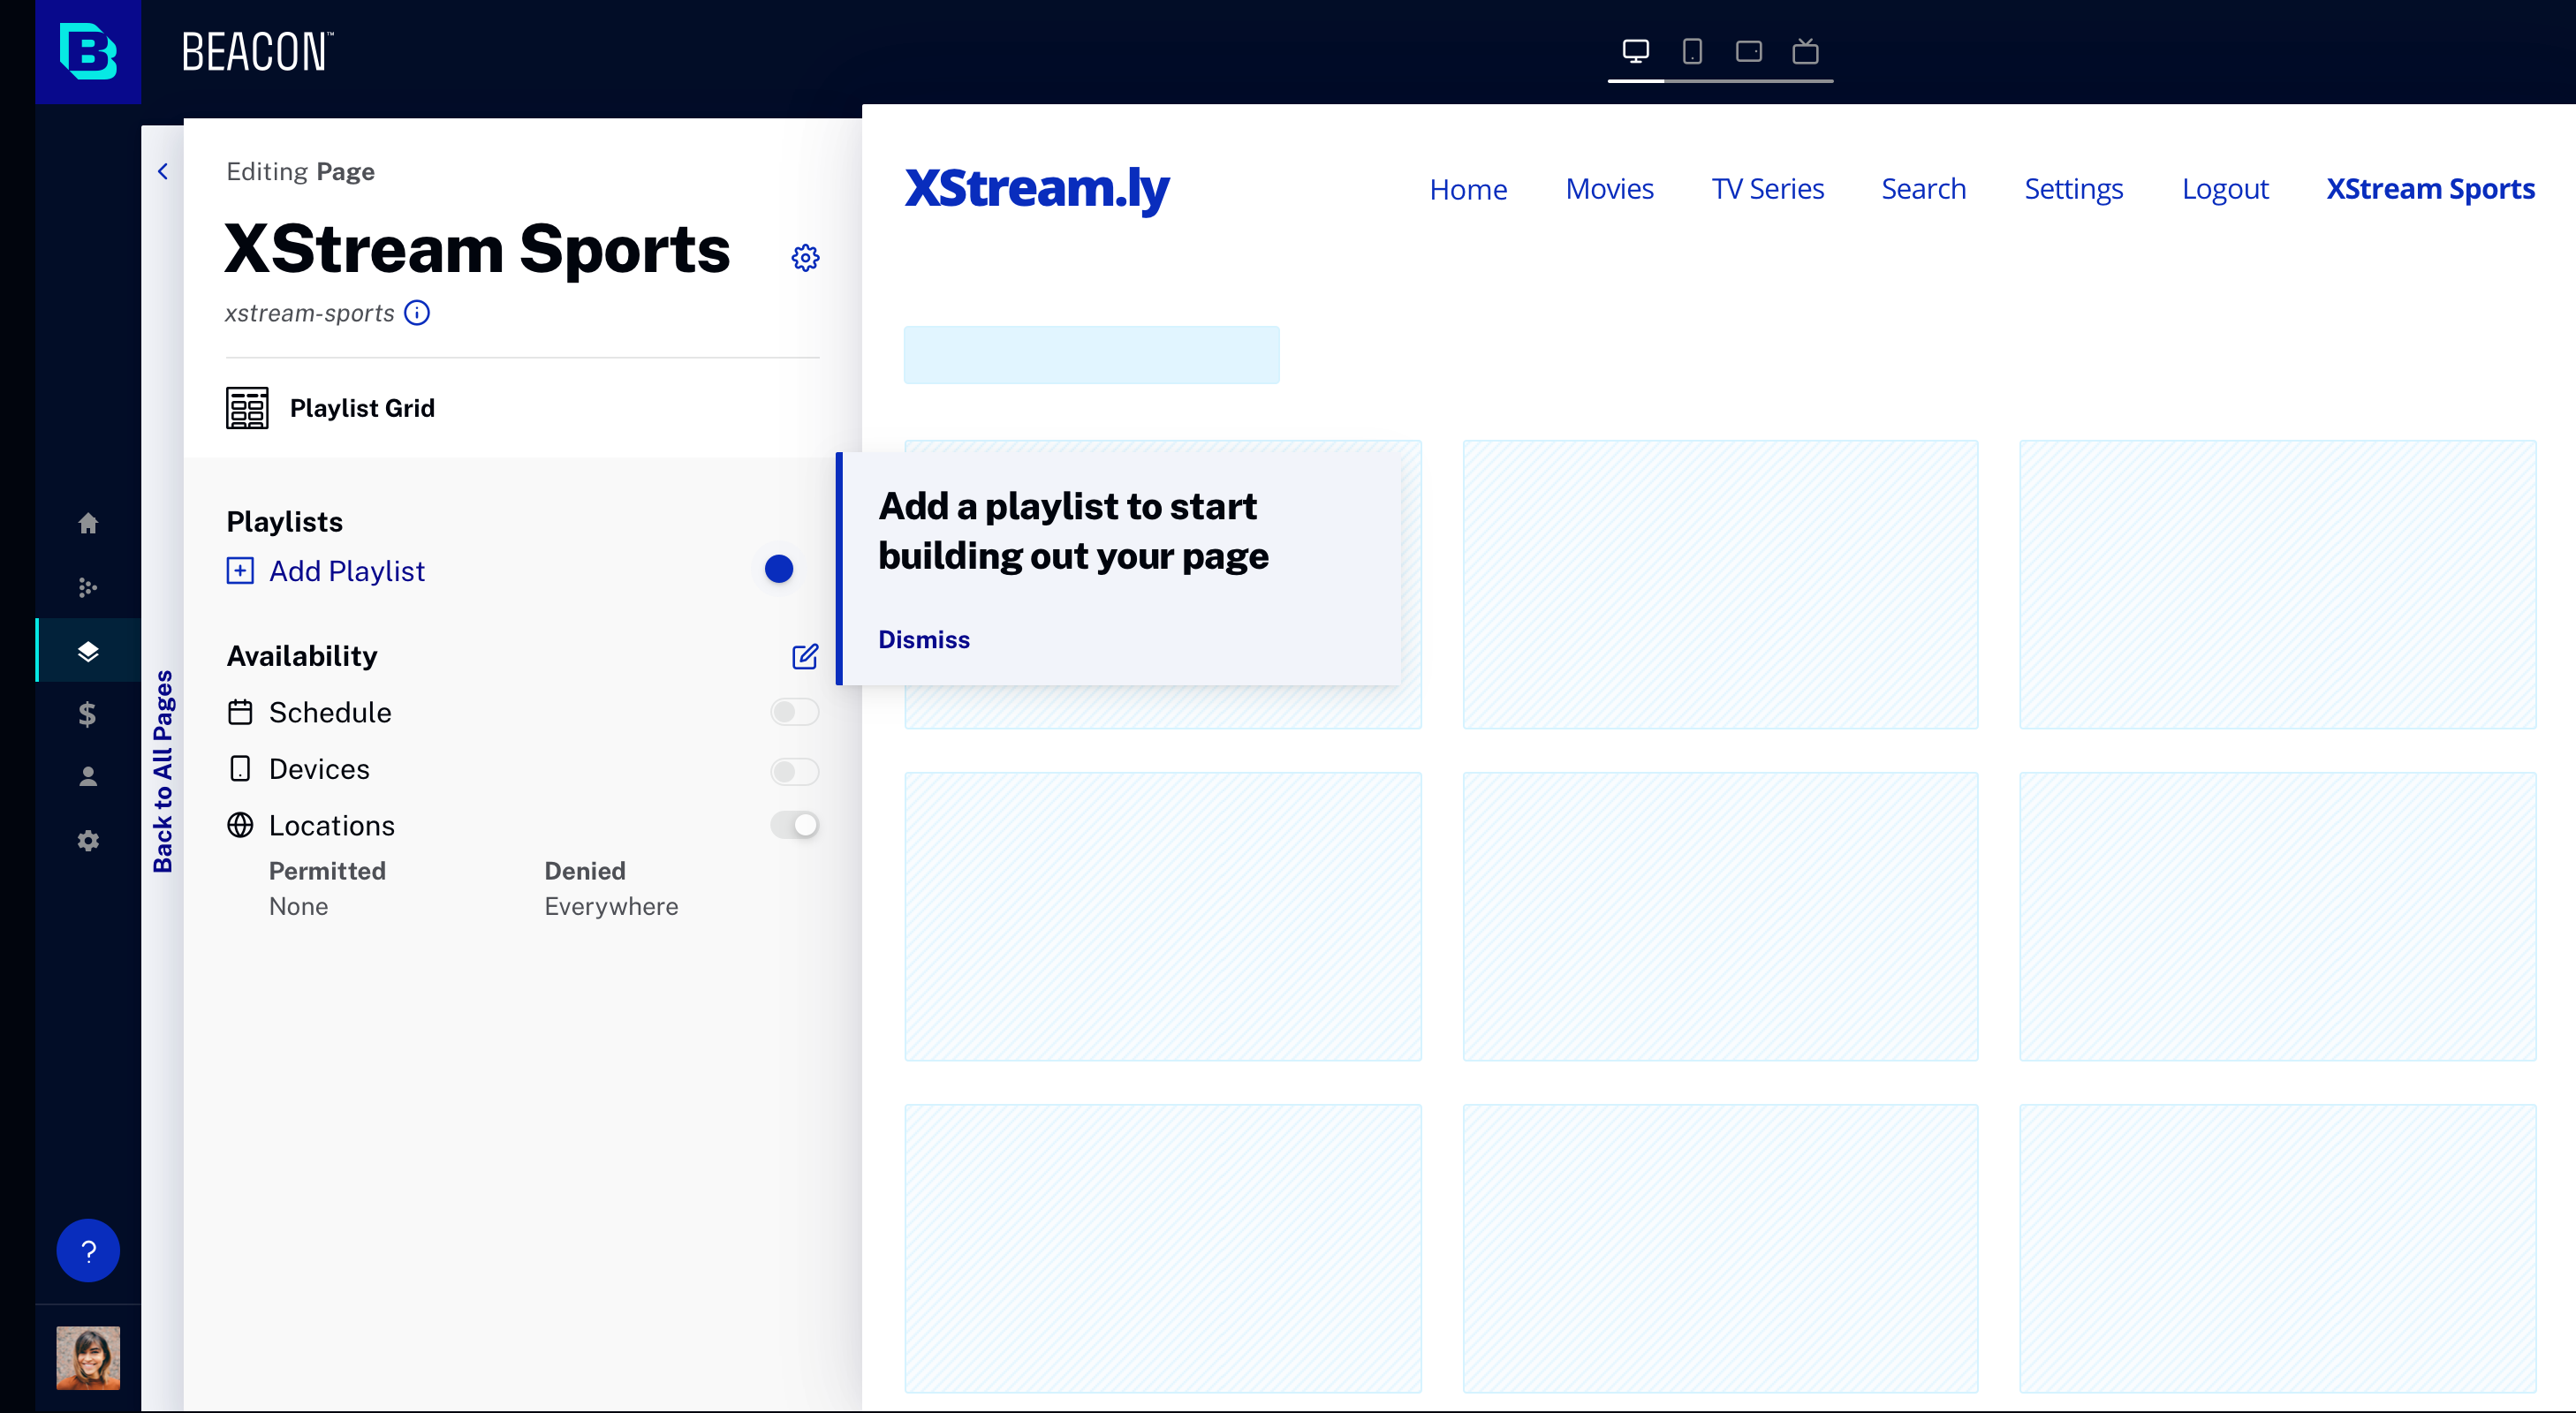 B
BEACON™
Editing Page
XStream Sports
xstream-sports
Playlist Grid
Playlists
Add Playlist
Availability
Schedule
Devices
Locations
Permitted Denied
None Everywhere
Back to All Pages
?
XStream.ly
Home Movies TV Series Search Settings Logout XStream Sports
Add a playlist to start
building out your page
Dismiss